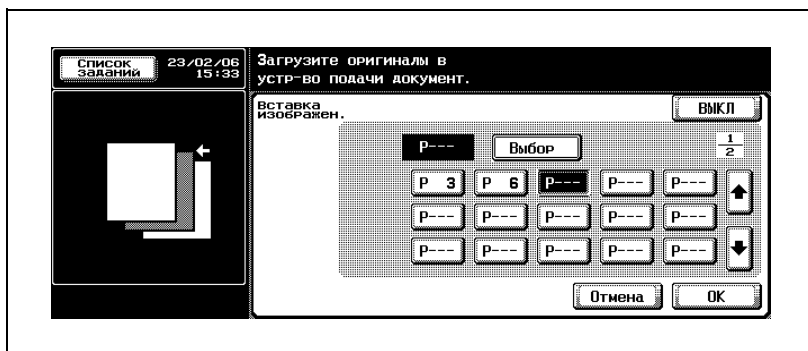 Список
заданий
23/02/06
15:33
Загрузите оригиналы в
устр-во подачи документ.
Вставка
изображен.
ВЫКЛ
P--- Выбор 1/2
P 3 P 6 P--- P--- P---
P--- P--- P--- P--- P---
P--- P--- P--- P--- P---
Отмена OK